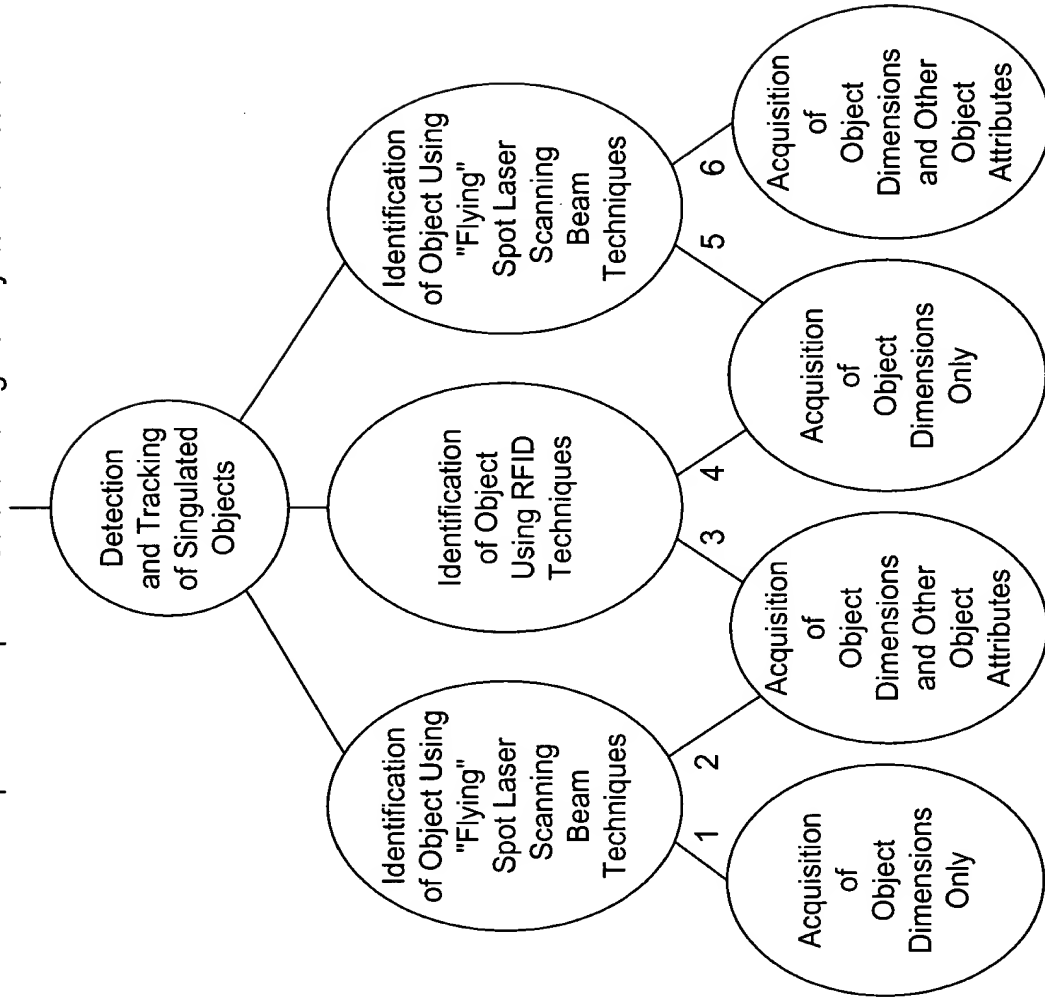 Detection
and Tracking
of Singulated
Objects
Identification
of Object Using
"Flying"
Spot Laser
Scanning
Beam
Techniques
Identification
of Object
Using RFID
Techniques
Identification
of Object Using
"Flying"
Spot Laser
Scanning
Beam
Techniques
1
2
3
4
5
6
Acquisition
of
Object
Dimensions
Only
Acquisition
of
Object
Dimensions
and Other
Object
Attributes
Acquisition
of
Object
Dimensions
Only
Acquisition
of
Object
Dimensions
and Other
Object
Attributes